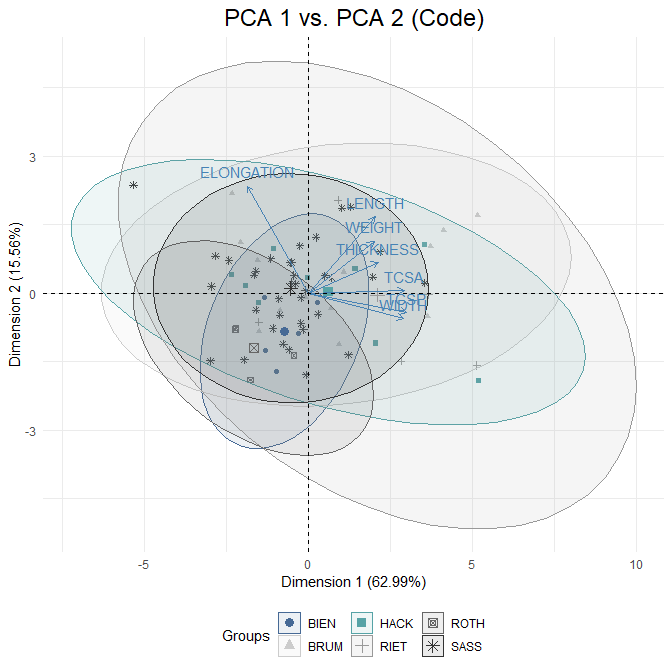 PCA 1 vs. PCA 2 (Code)
Dimension 2 (15.56%)
3
0
-3
ELONGATION
LENGTH
WEIGHT
THICKNESS
TCSA
TCSP
WIDTH
-5 0 5 10
Dimension 1 (62.99%)
Groups
BIEN HACK ROTH
BRUM RIET SASS